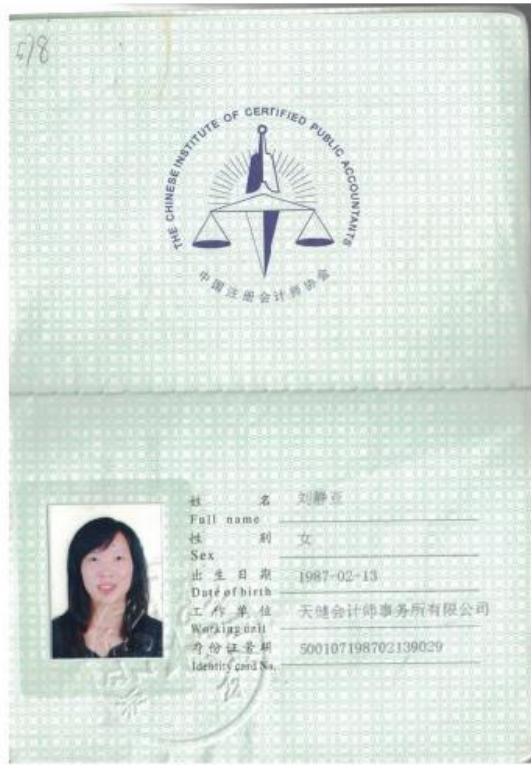 578
THE CHINESE INSTITUTE OF CERTIFIED PUBLIC ACCOUNTANTS
中国注册会计师协会
姓 名 刘静亚
Full name
性 别 女
Sex
出生日期 1987-02-13
Date of birth
工作单位 天健会计师事务所有限公司
Working unit
身份证号码 500107198702139029
Identity card No.